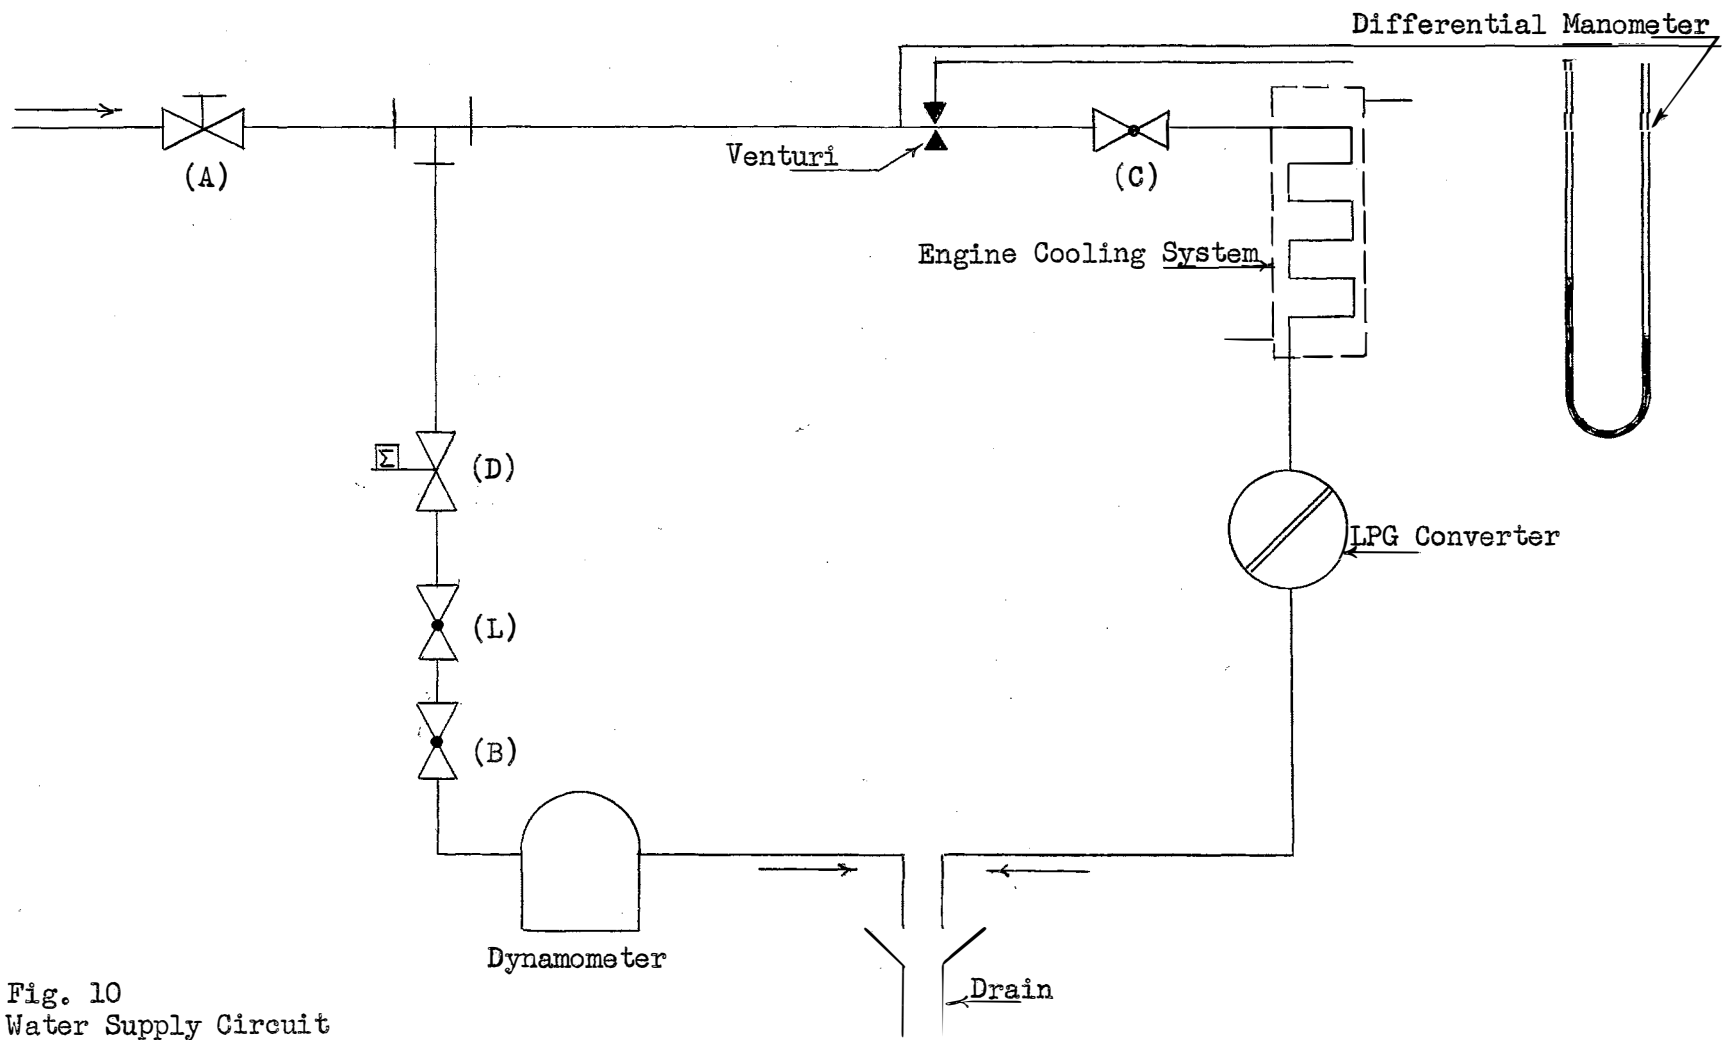 Differential Manometer
(A)
Venturi
(C)
Engine Cooling System
Σ
(D)
LPG Converter
(L)
(B)
Dynamometer
Drain
Fig. 10
Water Supply Circuit